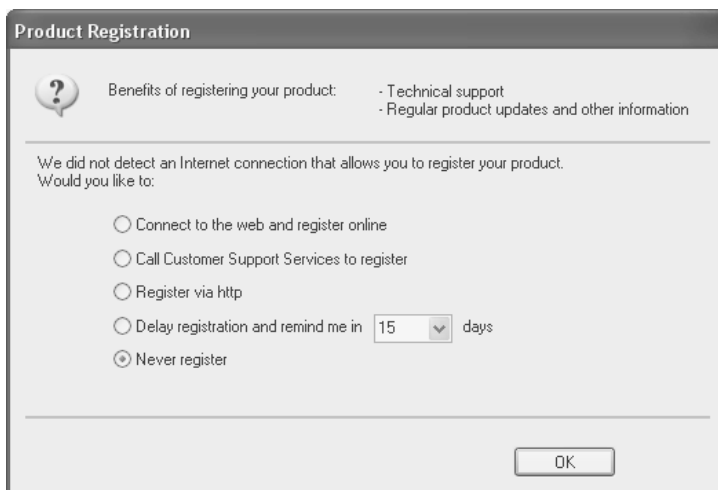 Product Registration
?
Benefits of registering your product:
- Technical support
- Regular product updates and other information
We did not detect an Internet connection that allows you to register your product.
Would you like to:
Connect to the web and register online
Call Customer Support Services to register
Register via http
Delay registration and remind me in 15 days
Never register
OK